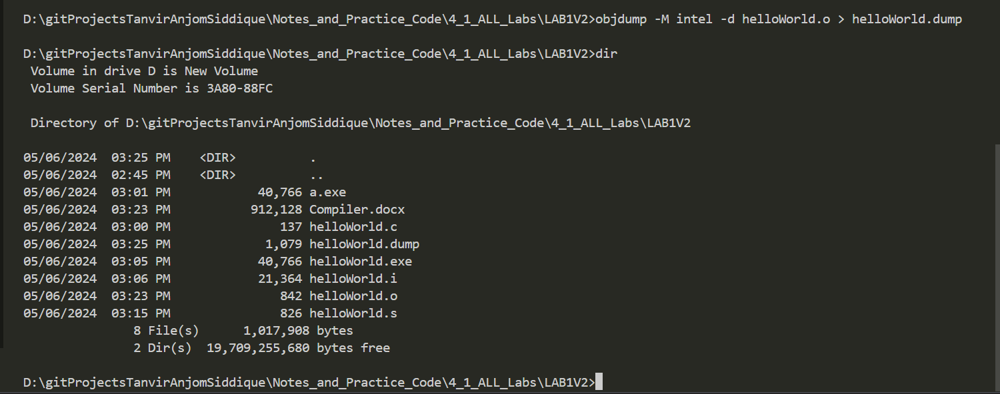 D:\gitProjectsTanvirAnjomSiddique\Notes_and_Practice_Code\4_1_ALL_Labs\LAB1V2>objdump -M intel -d helloWorld.o > helloWorld.dump
D:\gitProjectsTanvirAnjomSiddique\Notes_and_Practice_Code\4_1_ALL_Labs\LAB1V2>dir
 Volume in drive D is New Volume
 Volume Serial Number is 3A80-88FC
 Directory of D:\gitProjectsTanvirAnjomSiddique\Notes_and_Practice_Code\4_1_ALL_Labs\LAB1V2
05/06/2024  03:25 PM    <DIR>          .
05/06/2024  02:45 PM    <DIR>          ..
05/06/2024  03:01 PM            40,766 a.exe
05/06/2024  03:23 PM           912,128 Compiler.docx
05/06/2024  03:00 PM               137 helloWorld.c
05/06/2024  03:25 PM             1,079 helloWorld.dump
05/06/2024  03:05 PM            40,766 helloWorld.exe
05/06/2024  03:06 PM            21,364 helloWorld.i
05/06/2024  03:23 PM               842 helloWorld.o
05/06/2024  03:15 PM               826 helloWorld.s
               8 File(s)      1,017,908 bytes
               2 Dir(s)  19,709,255,680 bytes free
D:\gitProjectsTanvirAnjomSiddique\Notes_and_Practice_Code\4_1_ALL_Labs\LAB1V2>